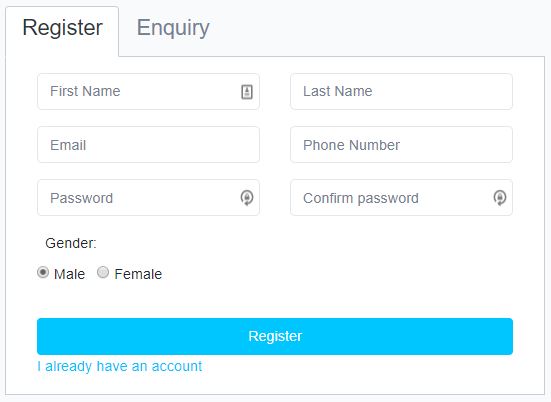 Register Enquiry
First Name Last Name
Email Phone Number
Password Confirm password
Gender:
Male Female
Register
I already have an account